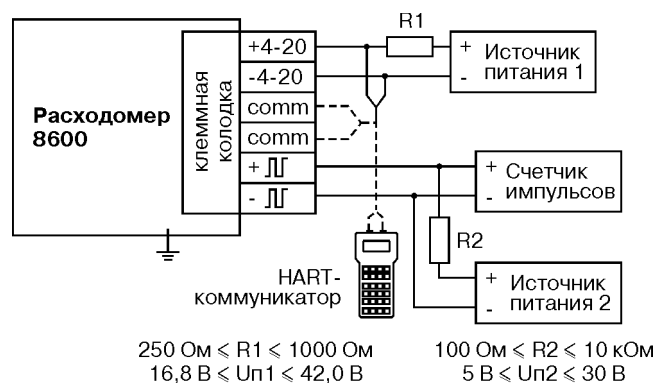 Расходомер
8600
клеммная
колодка
+4-20
-4-20
comm
comm
+
-
R1
+
-
Источник
питания 1
+
-
Счетчик
импульсов
R2
+
-
Источник
питания 2
HART-
коммуникатор
250 Ом ⩽ R1 ⩽ 1000 Ом
16,8 В ⩽ Uп1 ⩽ 42,0 В
100 Ом ⩽ R2 ⩽ 10 кОм
5 В ⩽ Uп2 ⩽ 30 В